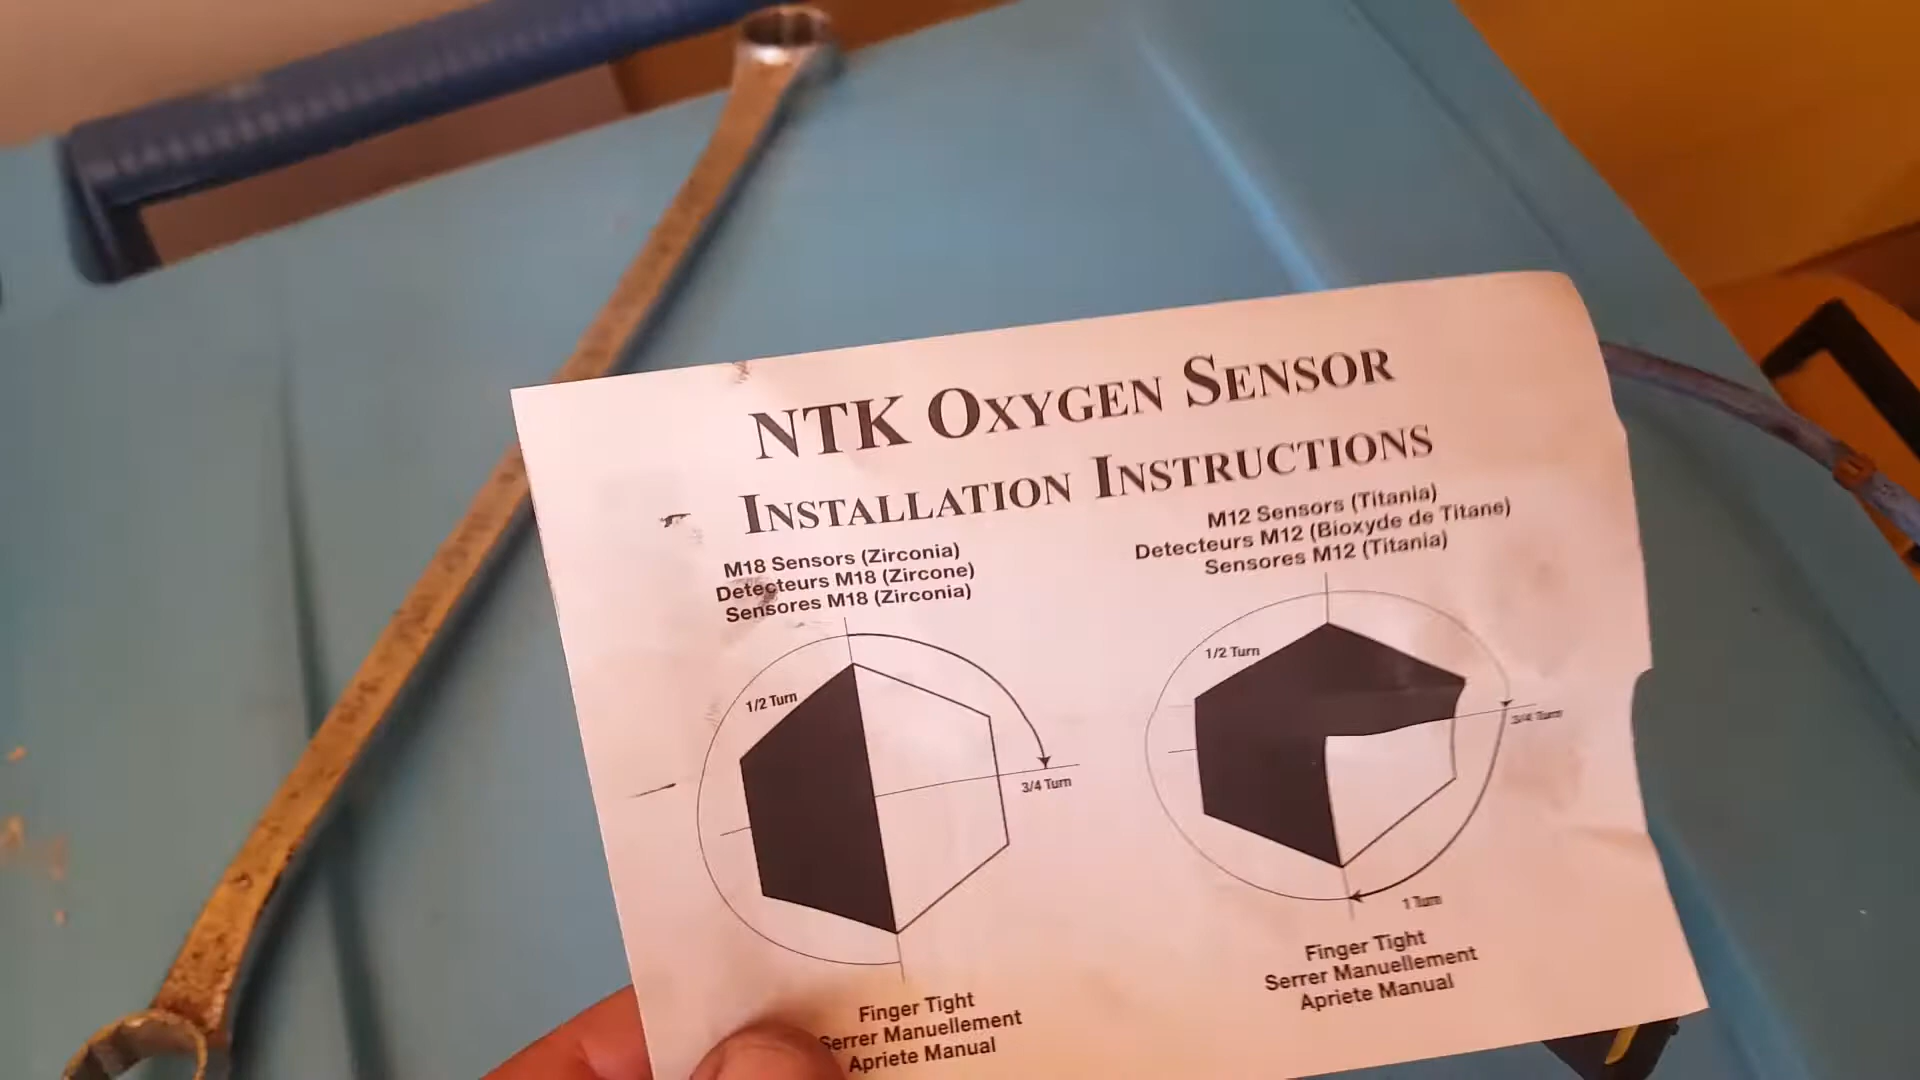 NTK OXYGEN SENSOR
INSTALLATION INSTRUCTIONS
M18 Sensors (Zirconia)
Detecteurs M18 (Zircone)
Sensores M18 (Zirconia)
1/2 Turn
3/4 Turn
Finger Tight
Serrer Manuellement
Apriete Manual
M12 Sensors (Titania)
Detecteurs M12 (Bioxyde de Titane)
Sensores M12 (Titania)
1/2 Turn
3/4 Turn
1 Turn
Finger Tight
Serrer Manuellement
Apriete Manual